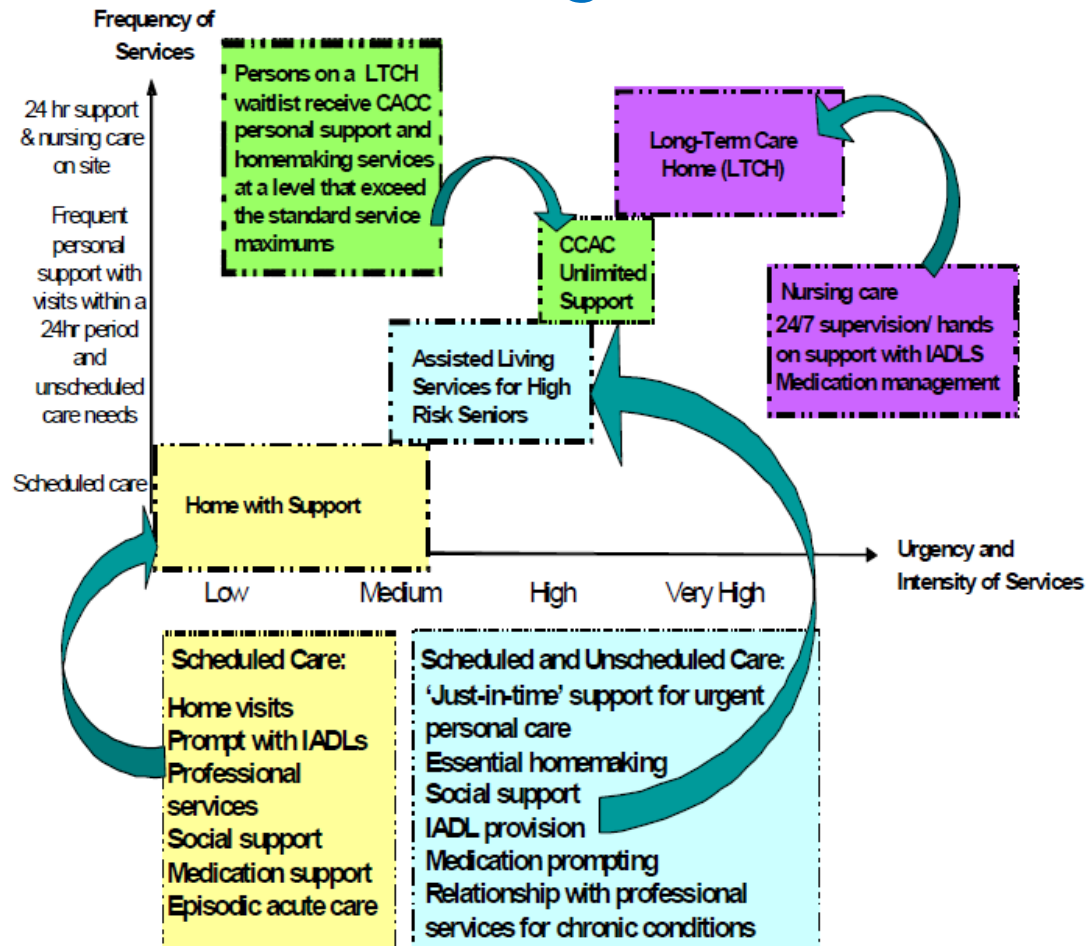 Frequency of
Services
24 hr support
& nursing care
on site
Frequent
personal
support with
visits within a
24hr period
and
unscheduled
care needs
Scheduled care
Persons on a LTCH
waitlist receive CACC
personal support and
homemaking services
at a level that exceed
the standard service
maximums
Long-Term Care
Home (LTCH)
CCAC
Unlimited
Support
Nursing care
24/7 supervision/ hands
on support with IADLS
Medication management
Assisted Living
Services for High
Risk Seniors
Home with Support
Urgency and
Intensity of Services
Low Medium High Very High
Scheduled Care:
Home visits
Prompt with IADLs
Professional
services
Social support
Medication support
Episodic acute care
Scheduled and Unscheduled Care:
‘Just-in-time’ support for urgent
personal care
Essential homemaking
Social support
IADL provision
Medication prompting
Relationship with professional
services for chronic conditions